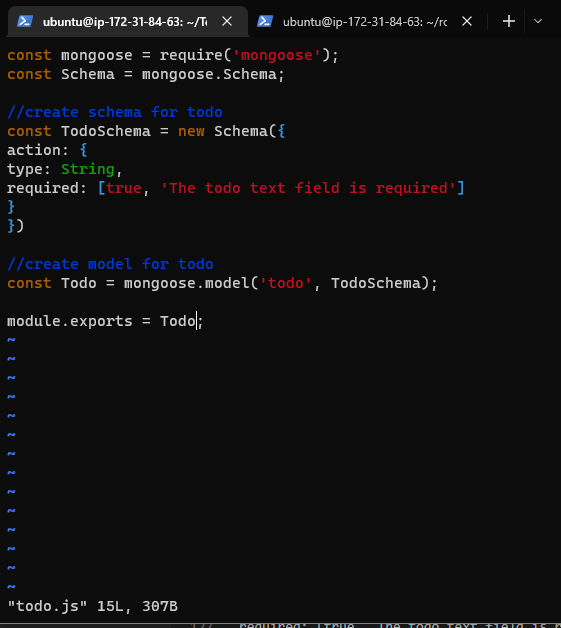 ubuntu@ip-172-31-84-63: ~/To
ubuntu@ip-172-31-84-63: ~/ro
const mongoose = require('mongoose');
const Schema = mongoose.Schema;

//create schema for todo
const TodoSchema = new Schema({
action: {
type: String,
required: [true, 'The todo text field is required']
}
})

//create model for todo
const Todo = mongoose.model('todo', TodoSchema);

module.exports = Todo;
~
~
~
~
~
~
~
~
~
~
~
~
~
~
"todo.js" 15L, 307B